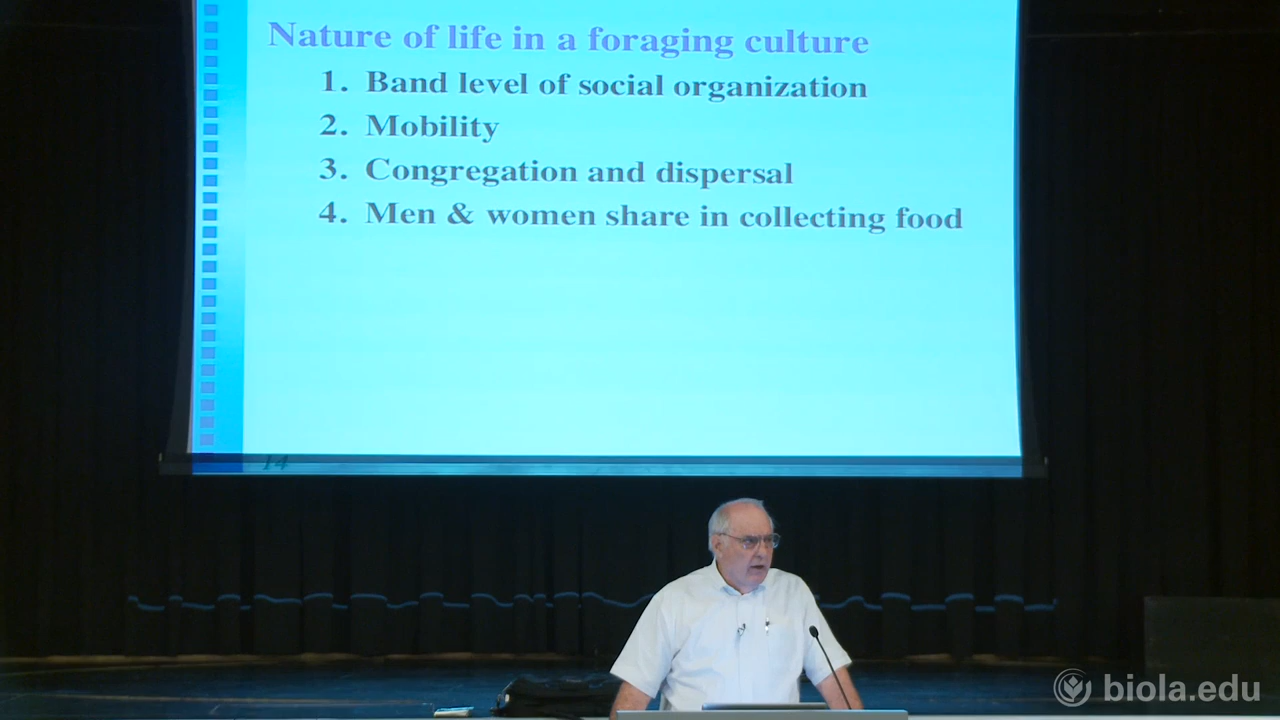 Nature of life in a foraging culture
1. Band level of social organization
2. Mobility
3. Congregation and dispersal
4. Men & women share in collecting food
14
biola.edu